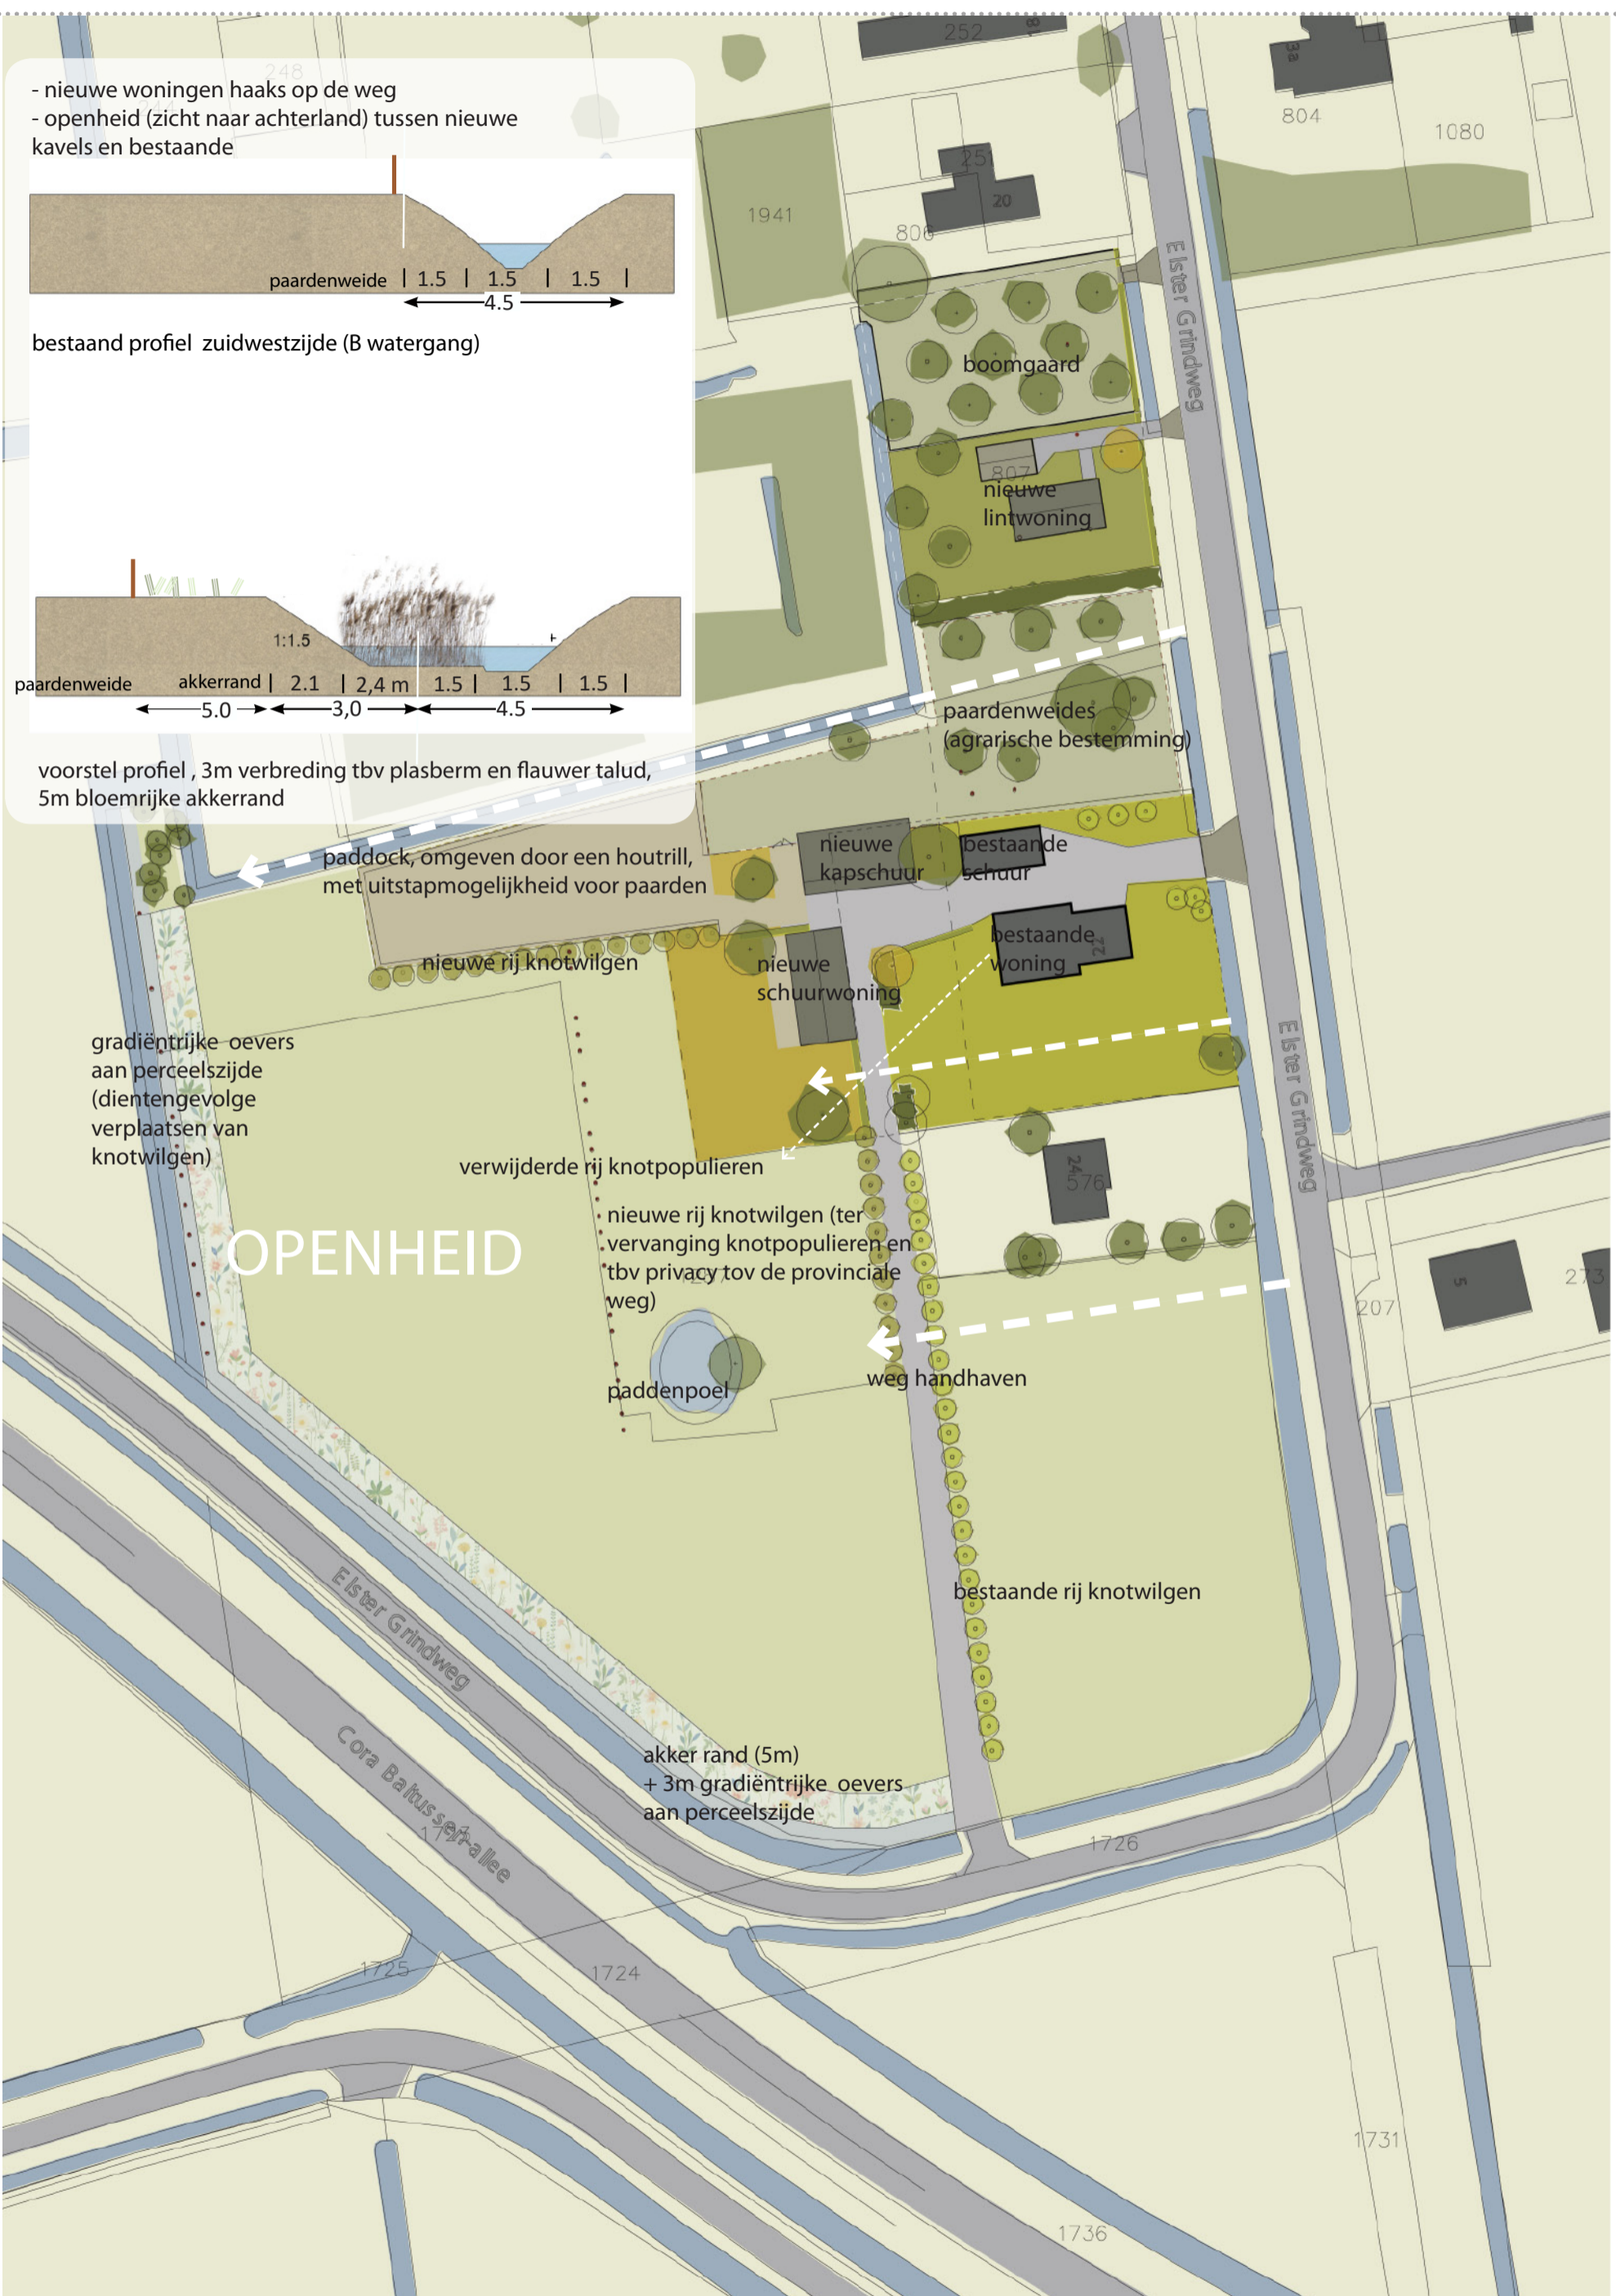 252
18
3a
804
1080
248
244
- nieuwe woningen haaks op de weg
- openheid (zicht naar achterland) tussen nieuwe
kavels en bestaande
251
20
1941
806
Elster Grindweg
paardenweide | 1.5 | 1.5 | 1.5 |
4.5
bestaand profiel zuidwestzijde (B watergang)
boomgaard
807
nieuwe
lintwoning
1:1.5
paardenweide akkerrand | 2.1 | 2,4 m | 1.5 | 1.5 | 1.5 |
5.0 3,0 4.5
paardenweides
(agrarische bestemming)
voorstel profiel , 3m verbreding tbv plasberm en flauwer talud,
5m bloemrijke akkerrand
paddock, omgeven door een houtrill,
met uitstapmogelijkheid voor paarden
nieuwe
kapschuur
bestaande
schuur
bestaande
woning
22
nieuwe rij knotwilgen
nieuwe
schuurwoning
gradiëntrijke oevers
aan perceelszijde
(dientengevolge
verplaatsen van
knotwilgen)
Elster Grindweg
verwijderde rij knotpopulieren
24
576
OPENHEID
nieuwe rij knotwilgen (ter
vervanging knotpopulieren en
tbv privacy tov de provinciale
weg)
5
273
207
paddenpoel
weg handhaven
bestaande rij knotwilgen
Elster Grindweg
Cora Baltussen-allee
akker rand (5m)
+ 3m gradiëntrijke oevers
aan perceelszijde
1726
1725
1724
1731
1736